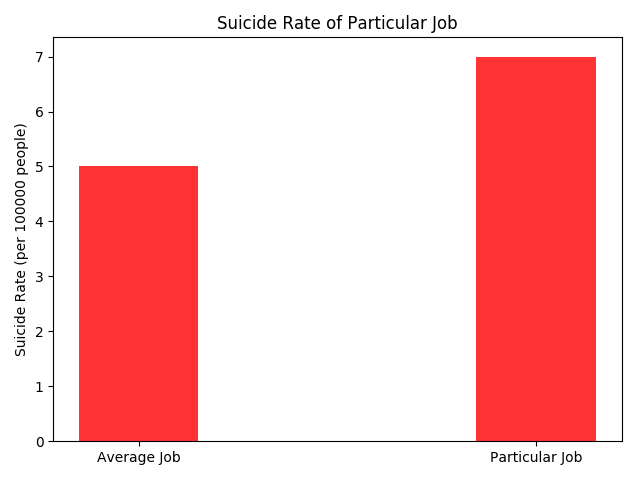 Suicide Rate of Particular Job
Suicide Rate (per 100000 people)
7
6
5
4
3
2
1
0
Average Job
Particular Job